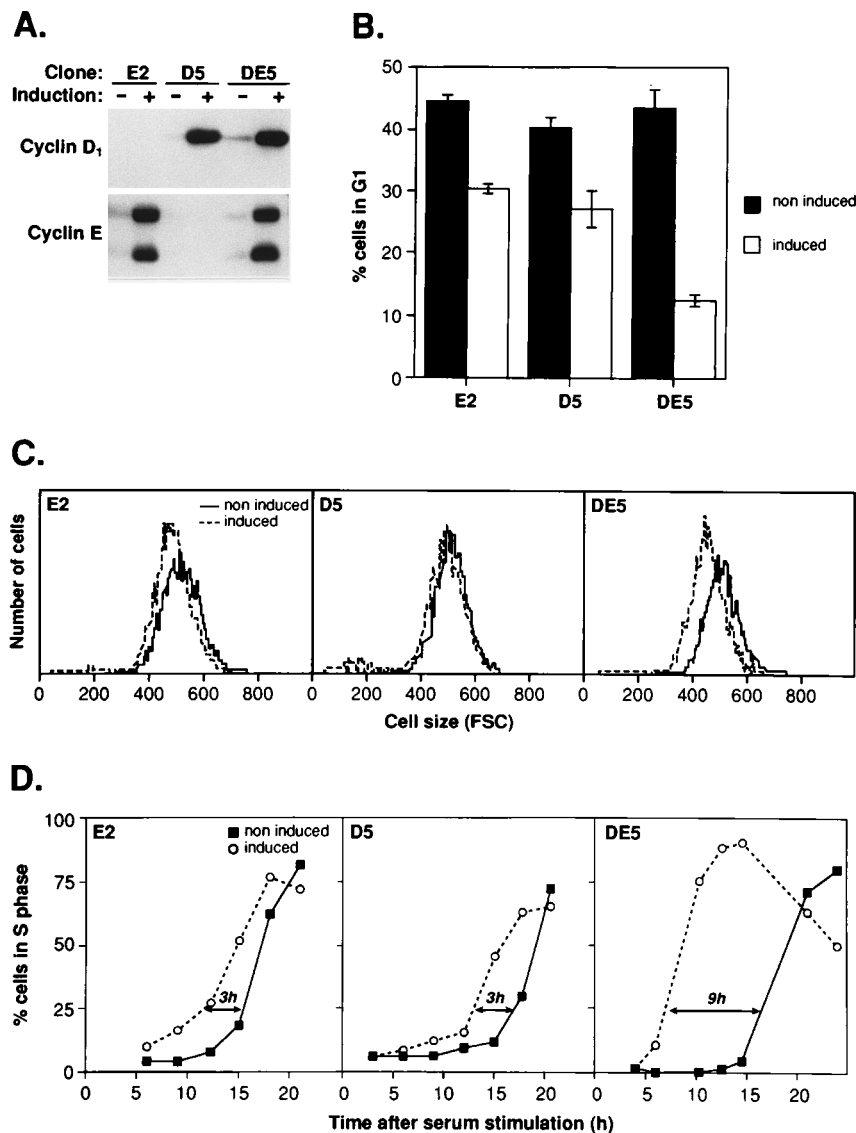 A.
Clone: E2 D5 DE5
Induction: − + − + − +
Cyclin D₁
Cyclin E
B.
% cells in G1
50
40
30
20
10
0
E2 D5 DE5
non induced
induced
C.
Number of cells
E2
non induced
induced
D5
DE5
0 200 400 600 800 0 200 400 600 800 0 200 400 600 800
Cell size (FSC)
D.
% cells in S phase
100
75
50
25
0
E2
non induced
induced
3h
D5
3h
DE5
9h
0 5 10 15 20 0 5 10 15 20 0 5 10 15 20
Time after serum stimulation (h)